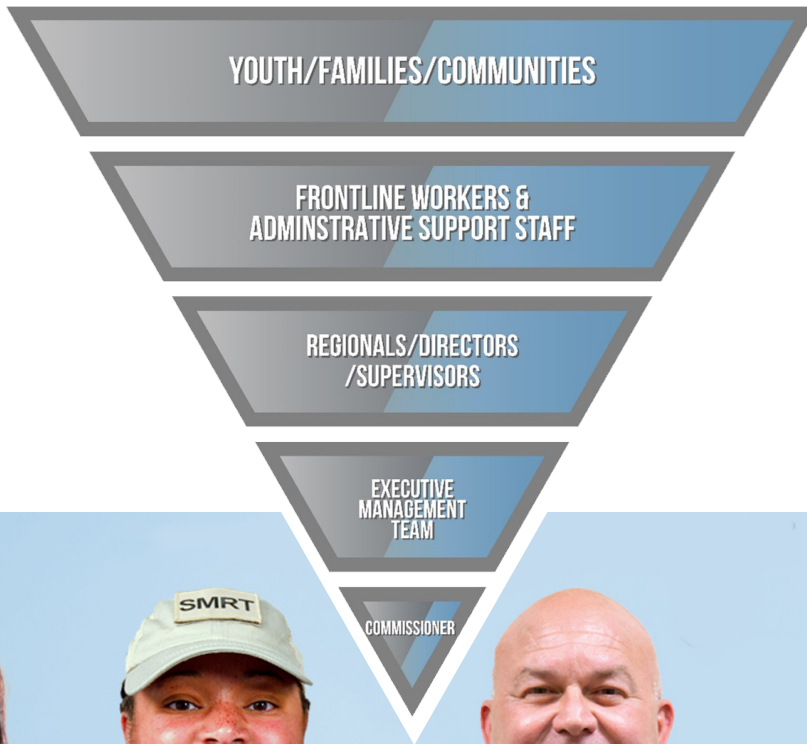 YOUTH/FAMILIES/COMMUNITIES
FRONTLINE WORKERS &
ADMINSTRATIVE SUPPORT STAFF
REGIONALS/DIRECTORS
/SUPERVISORS
EXECUTIVE
MANAGEMENT
TEAM
COMMISSIONER
SMRT